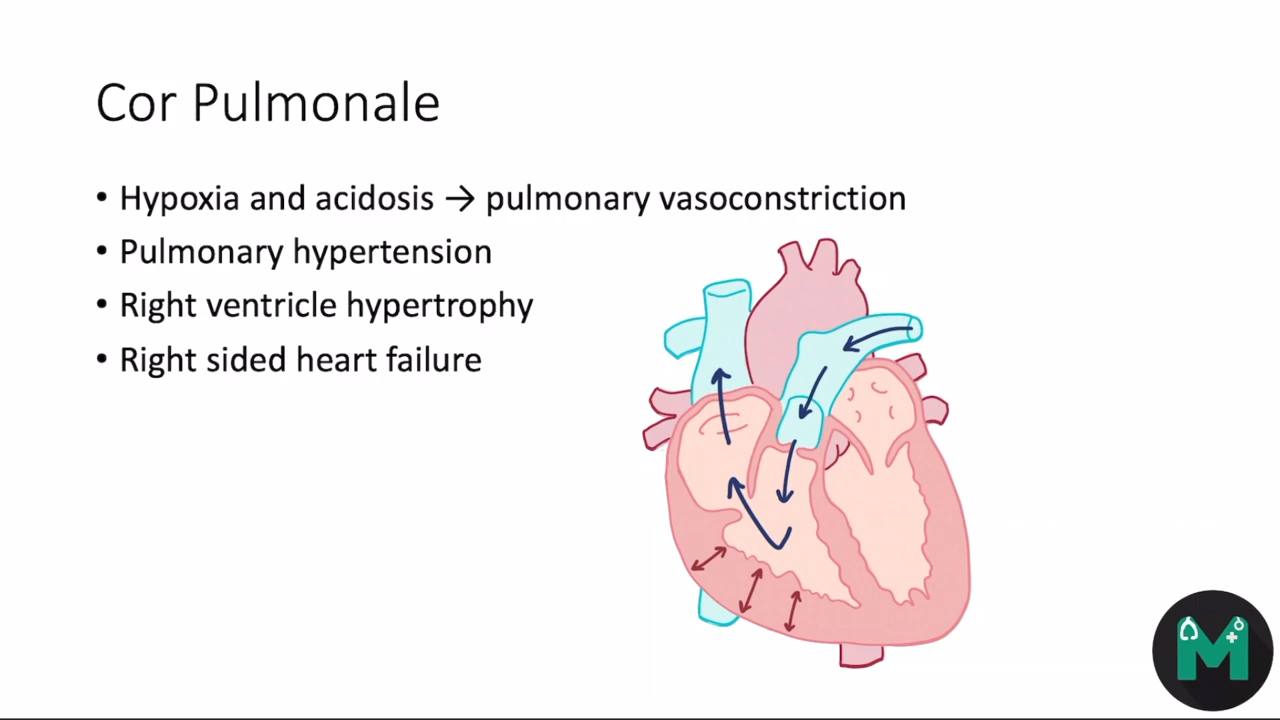 Cor Pulmonale
• Hypoxia and acidosis → pulmonary vasoconstriction
• Pulmonary hypertension
• Right ventricle hypertrophy
• Right sided heart failure
M